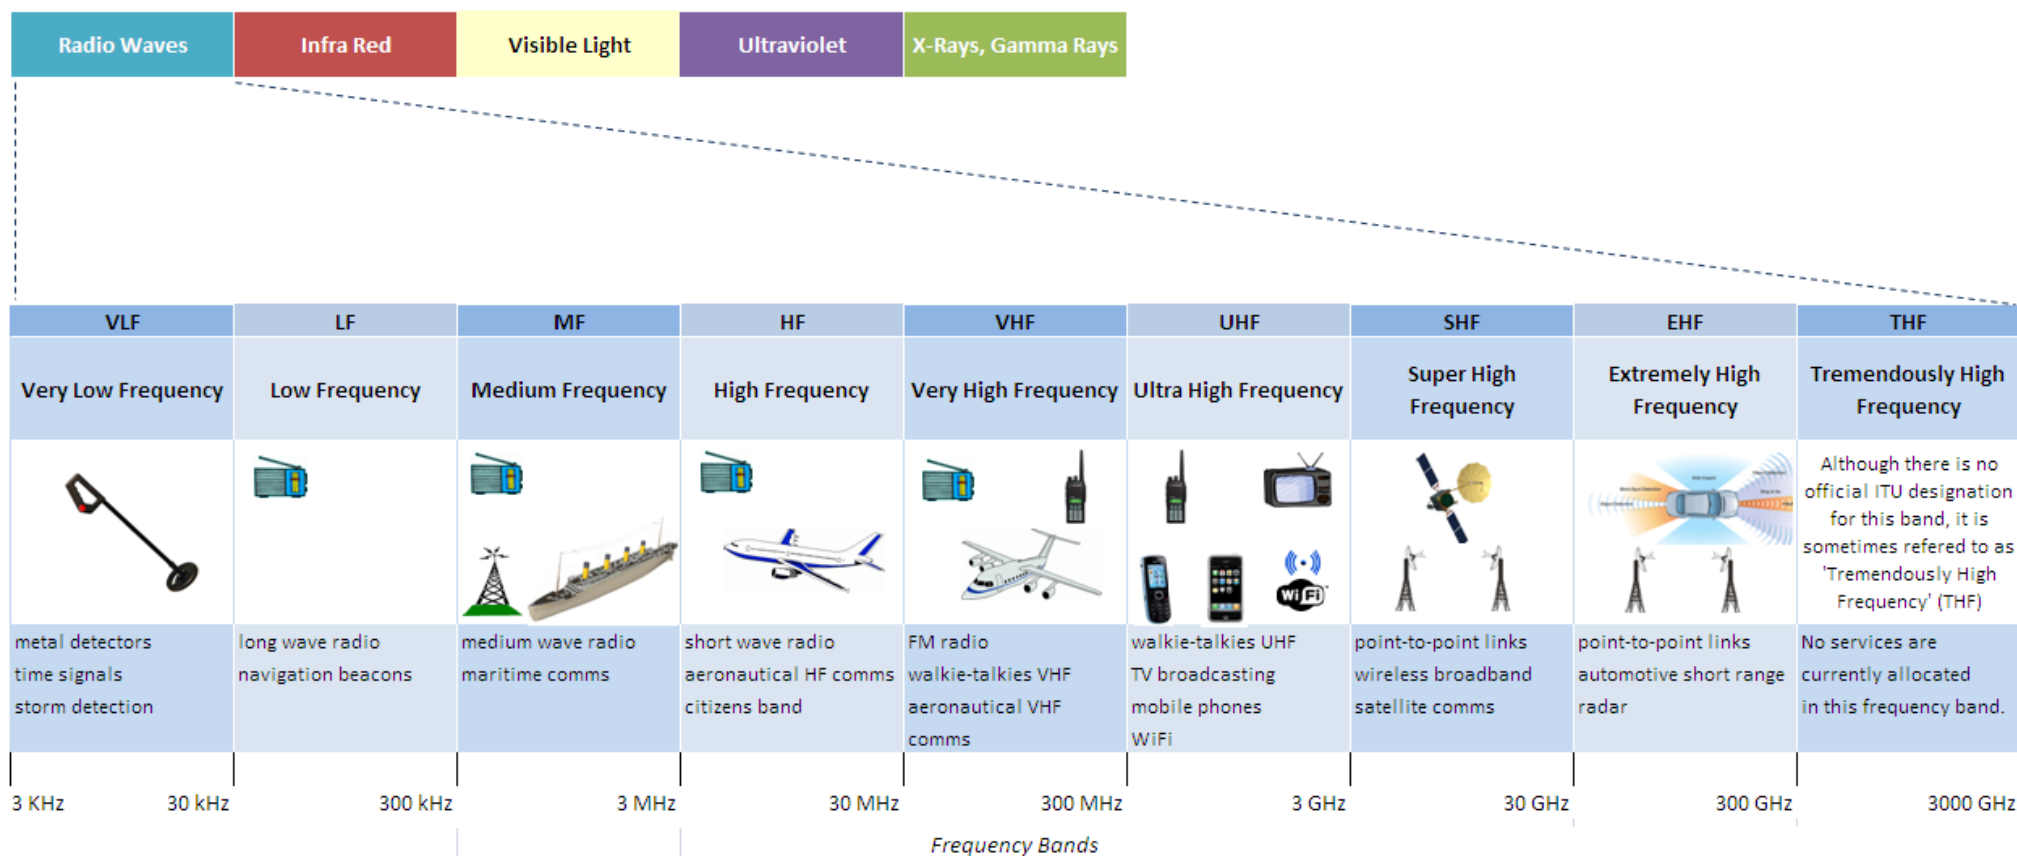 Radio Waves
Infra Red
Visible Light
Ultraviolet
X-Rays, Gamma Rays
VLF
LF
MF
HF
VHF
UHF
SHF
EHF
THF
Very Low Frequency
Low Frequency
Medium Frequency
High Frequency
Very High Frequency
Ultra High Frequency
Super High
Frequency
Extremely High
Frequency
Tremendously High
Frequency
WiFi
Although there is no
official ITU designation
for this band, it is
sometimes refered to as
'Tremendously High
Frequency' (THF)
metal detectors
time signals
storm detection
long wave radio
navigation beacons
medium wave radio
maritime comms
short wave radio
aeronautical HF comms
citizens band
FM radio
walkie-talkies VHF
aeronautical VHF
comms
walkie-talkies UHF
TV broadcasting
mobile phones
WiFi
point-to-point links
wireless broadband
satellite comms
point-to-point links
automotive short range
radar
No services are
currently allocated
in this frequency band.
3 KHz
30 kHz
300 kHz
3 MHz
30 MHz
300 MHz
3 GHz
30 GHz
300 GHz
3000 GHz
Frequency Bands